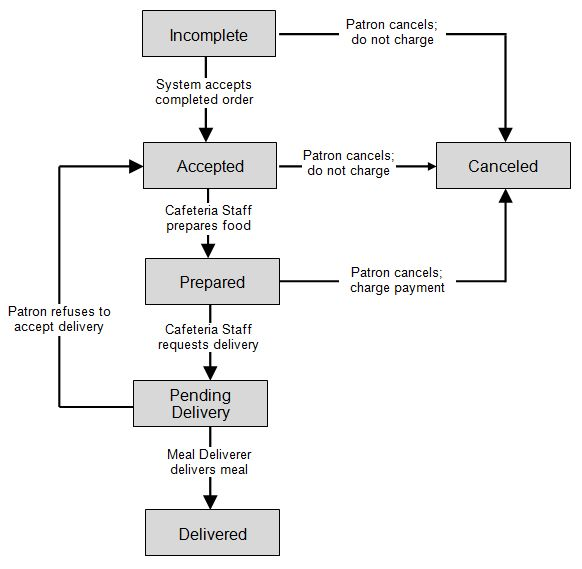 Incomplete
Patron cancels;
do not charge
System accepts
completed order
Accepted
Patron cancels;
do not charge
Canceled
Cafeteria Staff
prepares food
Prepared
Patron cancels;
charge payment
Patron refuses to
accept delivery
Cafeteria Staff
requests delivery
Pending
Delivery
Meal Deliverer
delivers meal
Delivered